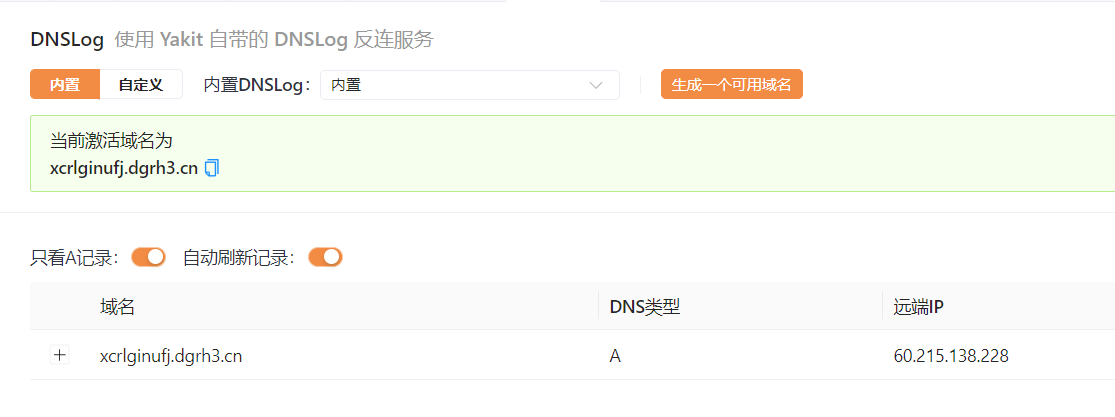 DNSLog 使用 Yakit 自带的 DNSLog 反连服务
内置 自定义 内置DNSLog： 内置 生成一个可用域名
当前激活域名为
xcrlginufj.dgrh3.cn
只看A记录： 自动刷新记录：
域名 DNS类型 远端IP
+ xcrlginufj.dgrh3.cn A 60.215.138.228